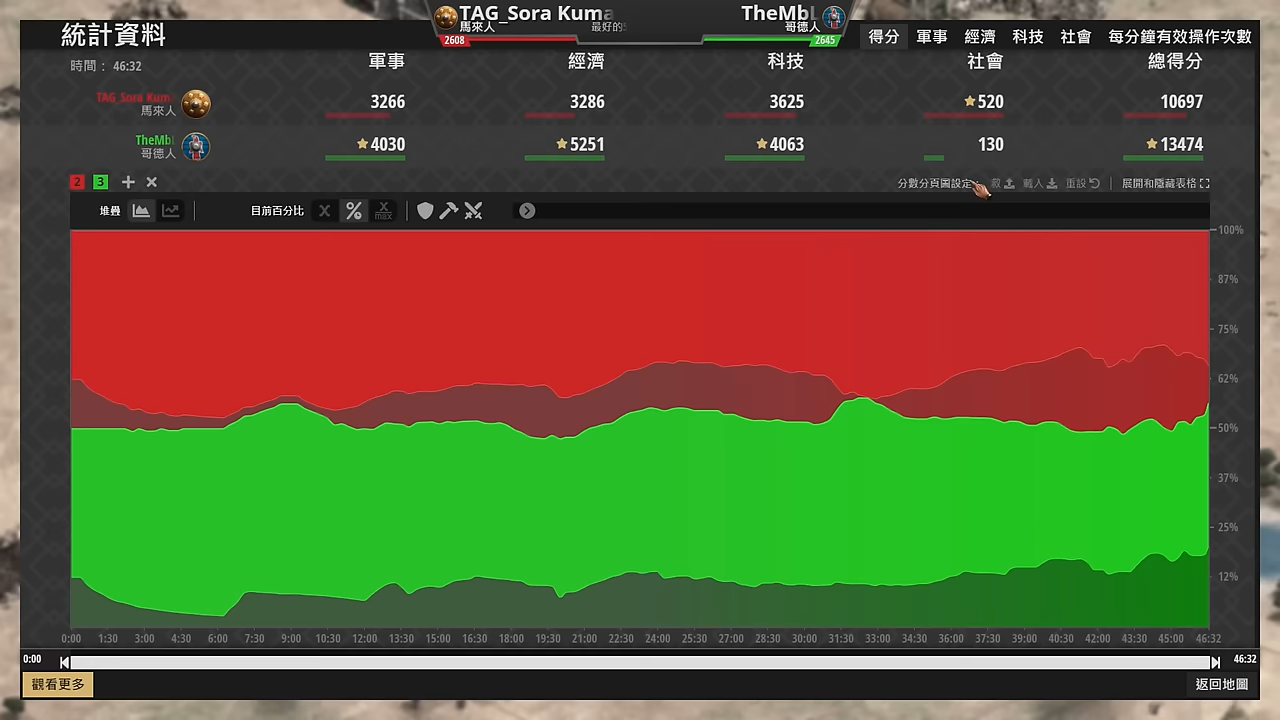 TAG_Sora Kuma
馬來人
最好的
2608
TheMbL
哥德人
2645
統計資料
得分 軍事 經濟 科技 社會 每分鐘有效操作次數
時間： 46:32
軍事 經濟 科技 社會 總得分
TAG_Sora Kum
馬來人
3266 3286 3625 520 10697
TheMbl
哥德人
4030 5251 4063 130 13474
2 3
分數分頁圖設定 載入 重設 展開和隱藏表格
堆疊 目前百分比 X % X max
100%
87%
75%
62%
50%
37%
25%
12%
0:00 1:30 3:00 4:30 6:00 7:30 9:00 10:30 12:00 13:30 15:00 16:30 18:00 19:30 21:00 22:30 24:00 25:30 27:00 28:30 30:00 31:30 33:00 34:30 36:00 37:30 39:00 40:30 42:00 43:30 45:00 46:32
0:00 46:32
觀看更多 返回地圖